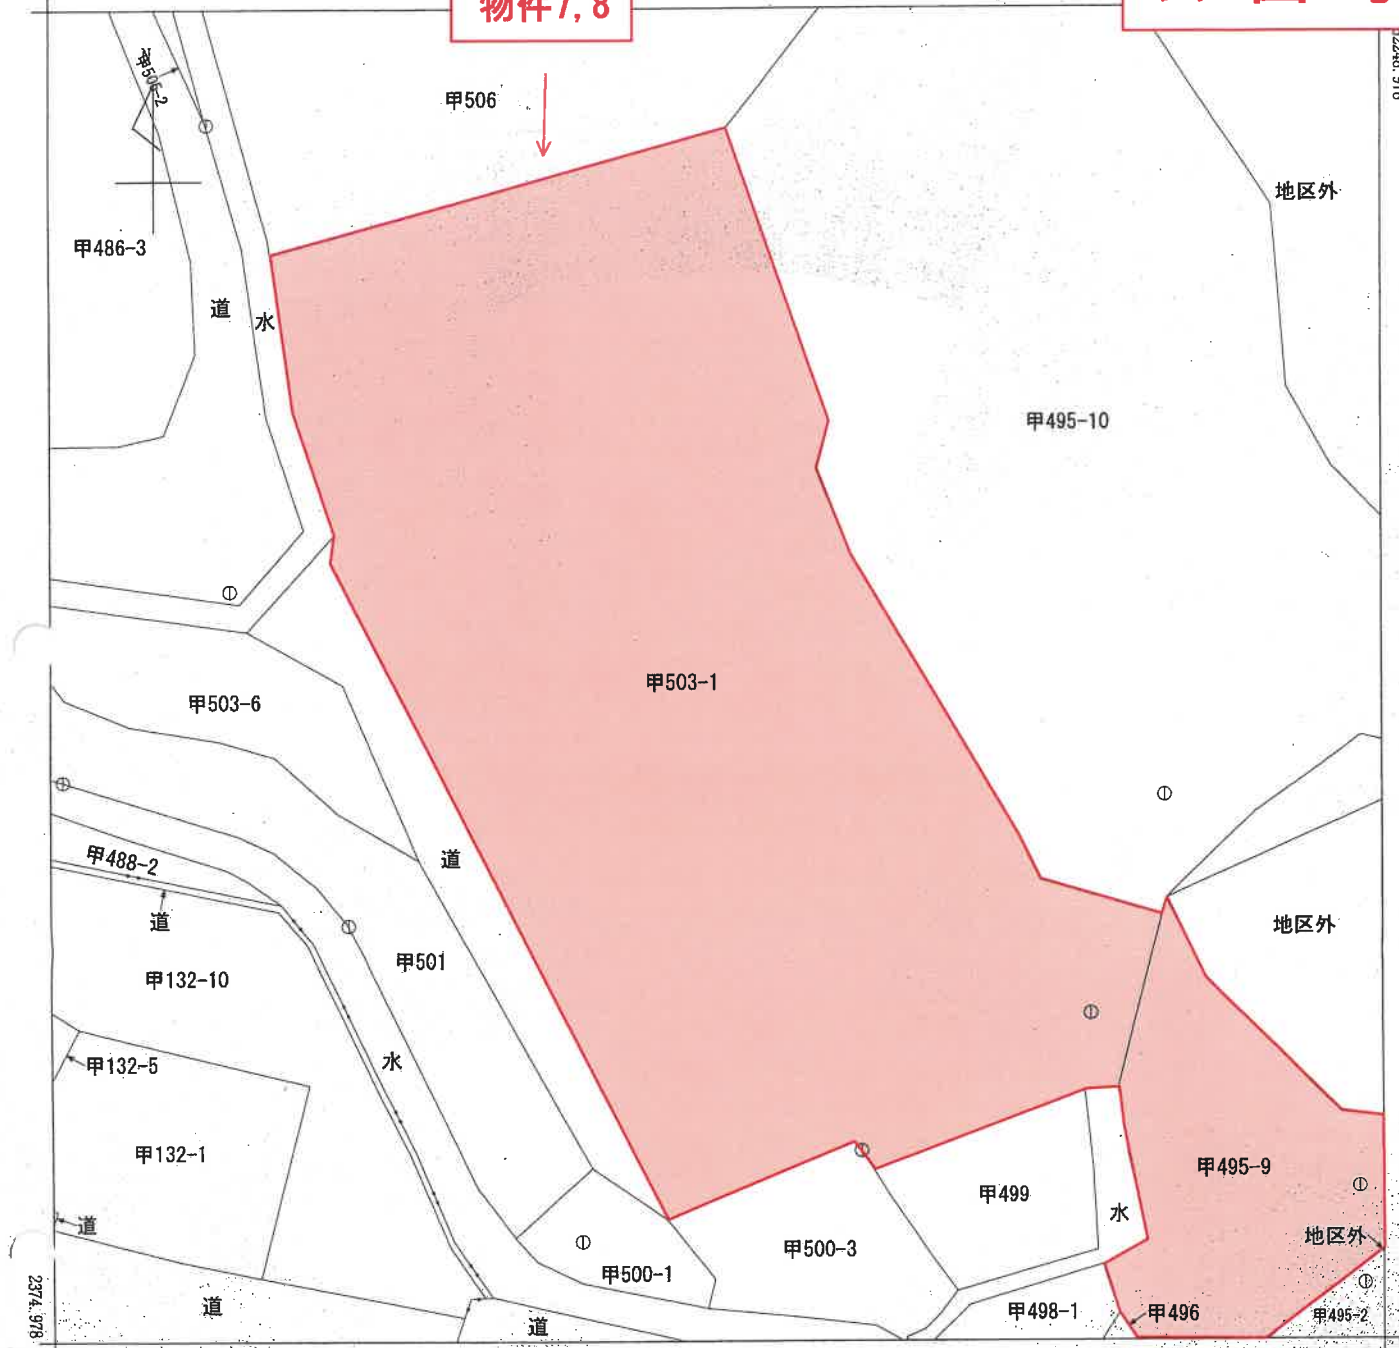 物件7, 8
甲505-2
甲506
地区外
甲486-3
道
水
甲495-10
甲503-1
甲503-6
道
甲488-2
道
地区外
甲501
甲132-10
水
甲132-5
甲132-1
甲495-9
甲499
水
道
地区外
甲500-3
甲500-1
2374.978
道
道
甲498-1
甲496
甲495-2